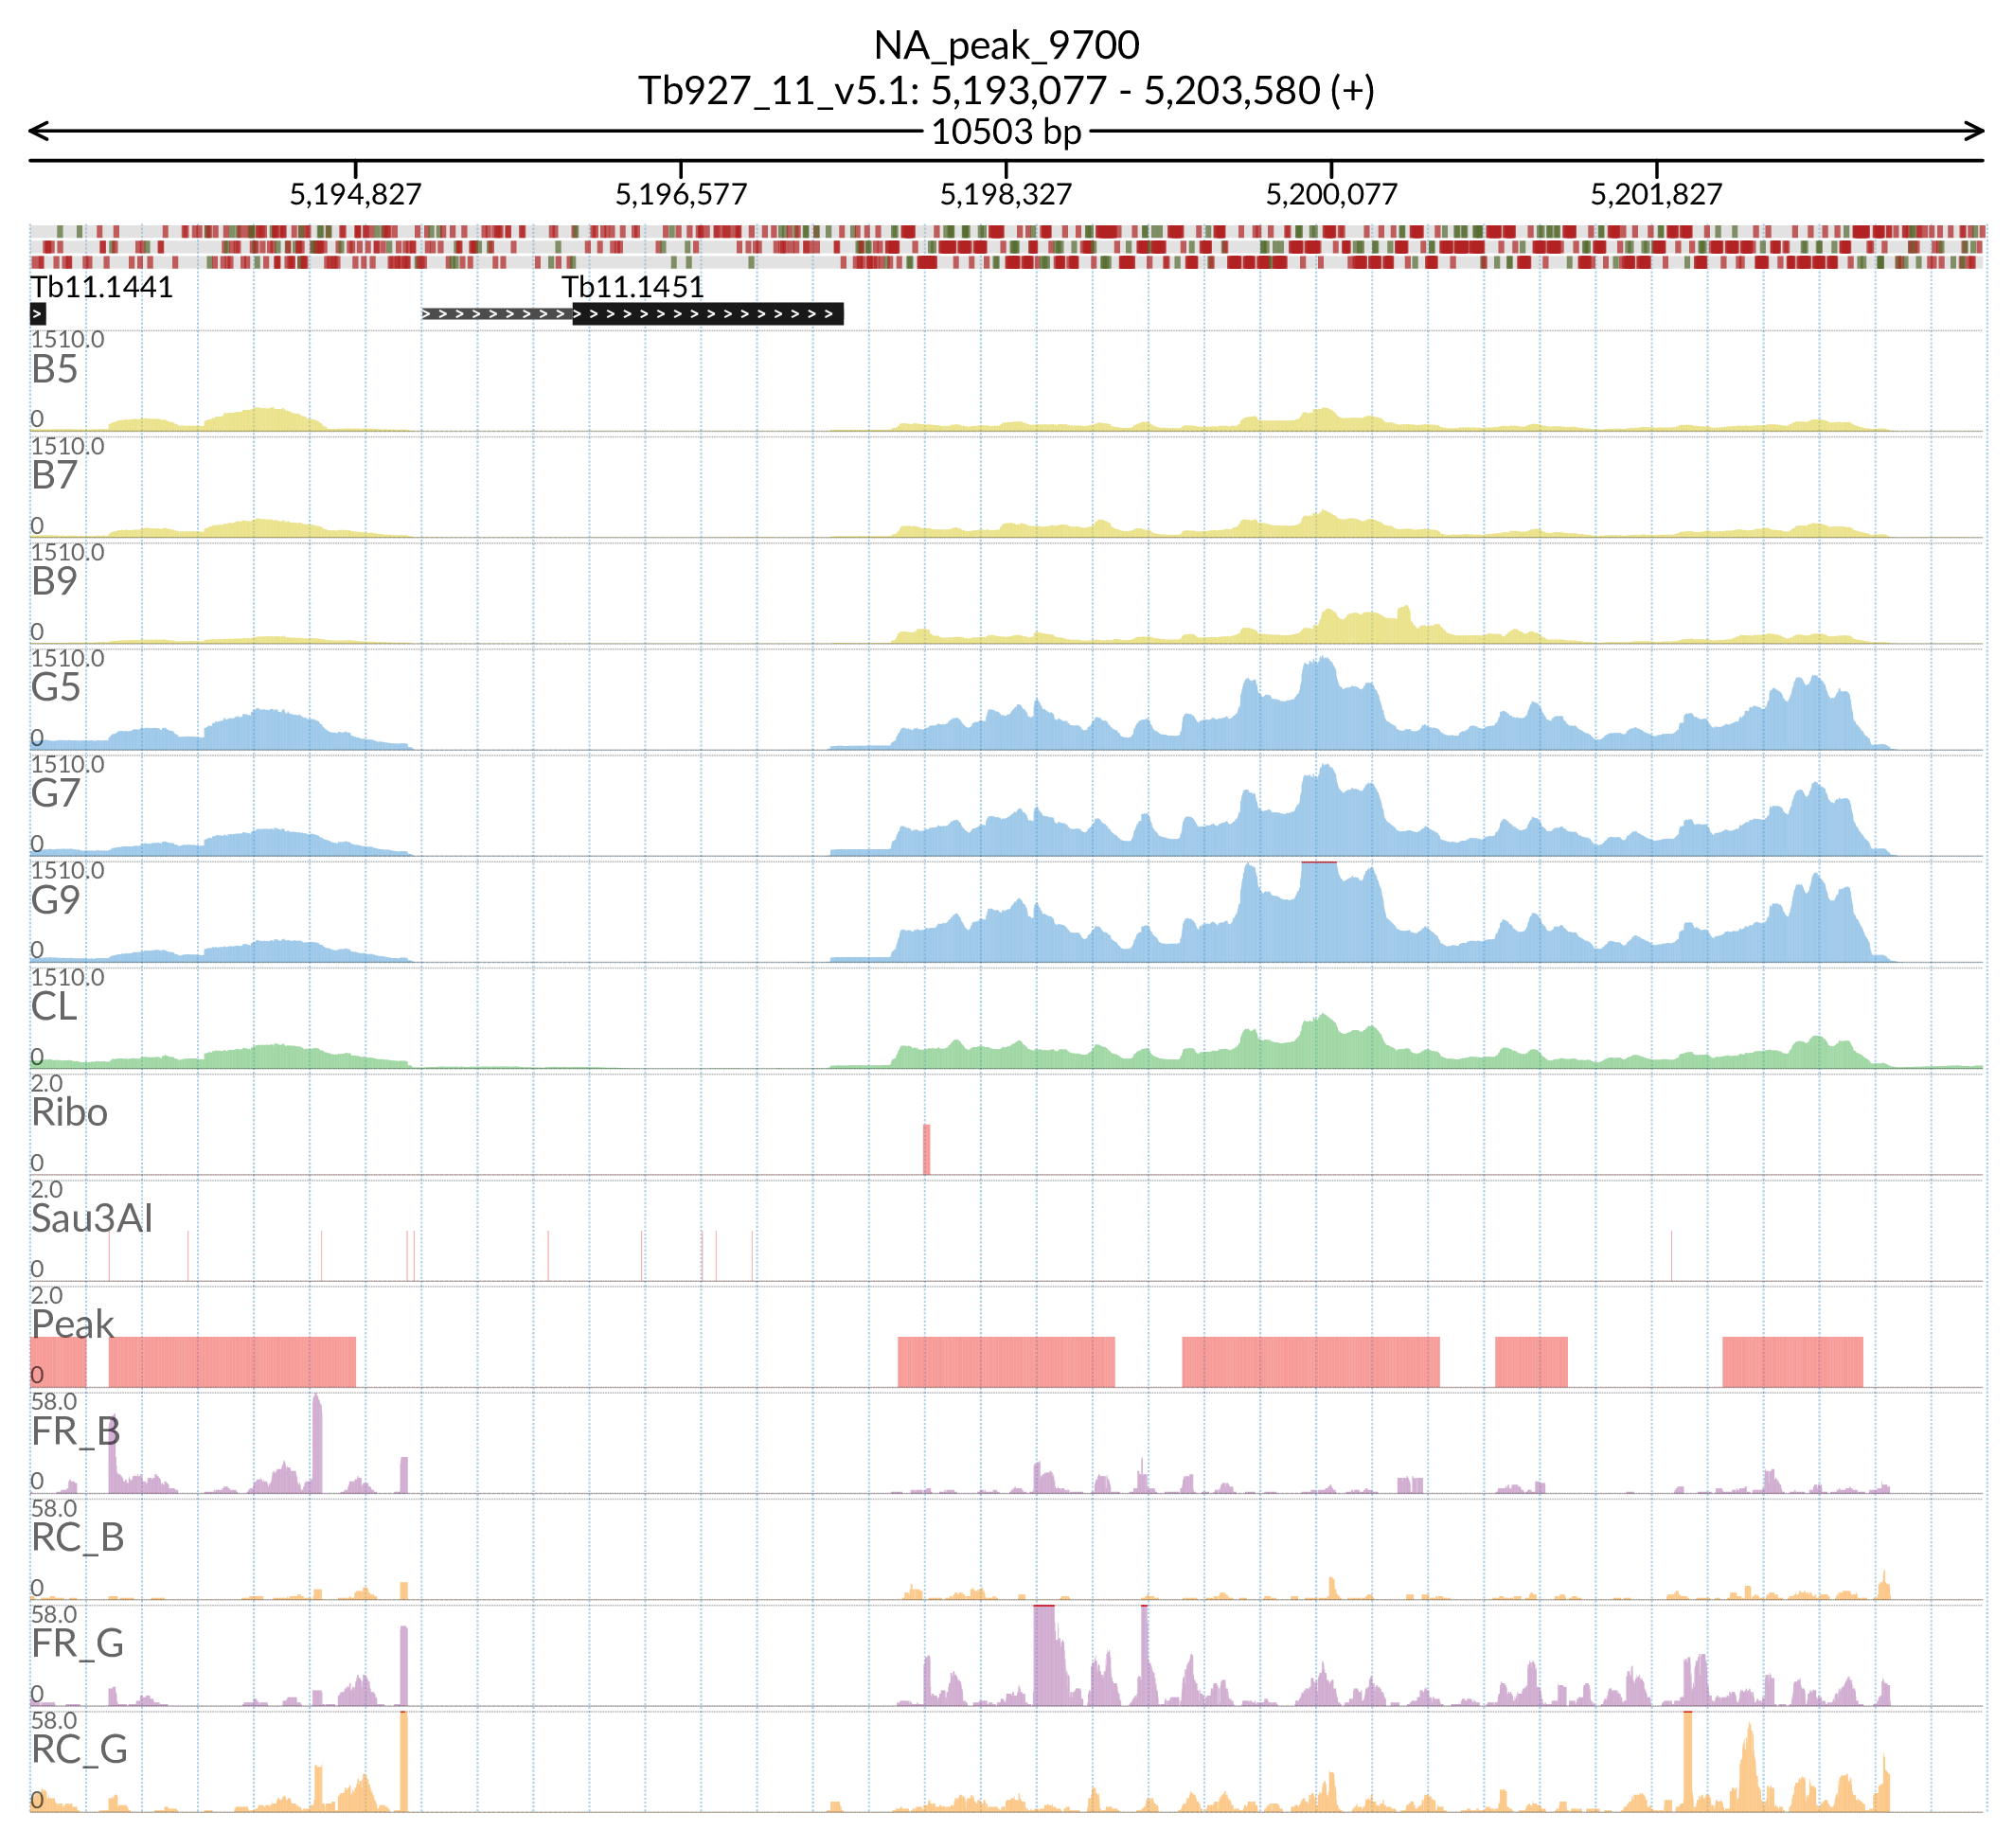 NA_peak_9700
Tb927_11_v5.1: 5,193,077 - 5,203,580 (+)
10503 bp
5,194,827 5,196,577 5,198,327 5,200,077 5,201,827
Tb11.1441 Tb11.1451
1510.0
B5
0
1510.0
B7
0
1510.0
B9
0
1510.0
G5
0
1510.0
G7
0
1510.0
G9
0
1510.0
CL
0
2.0
Ribo
0
2.0
Sau3AI
0
2.0
Peak
0
58.0
FR_B
0
58.0
RC_B
0
58.0
FR_G
0
58.0
RC_G
0